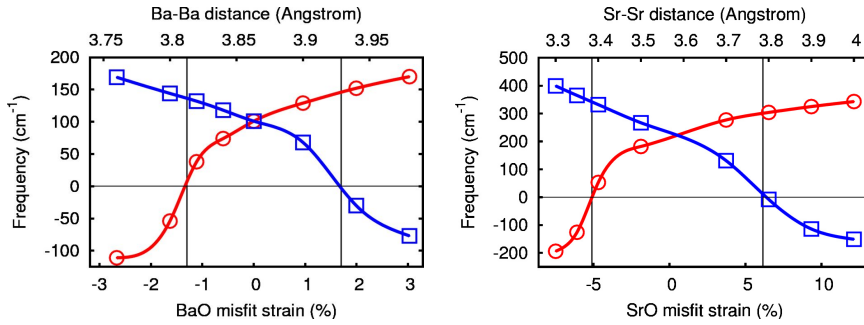 Ba-Ba distance (Angstrom)
3.75 3.8 3.85 3.9 3.95
Frequency (cm-1)
200
150
100
50
0
-50
-100
-3 -2 -1 0 1 2 3
BaO misfit strain (%)
Sr-Sr distance (Angstrom)
3.3 3.4 3.5 3.6 3.7 3.8 3.9 4
Frequency (cm-1)
500
400
300
200
100
0
-100
-200
-5 0 5 10
SrO misfit strain (%)